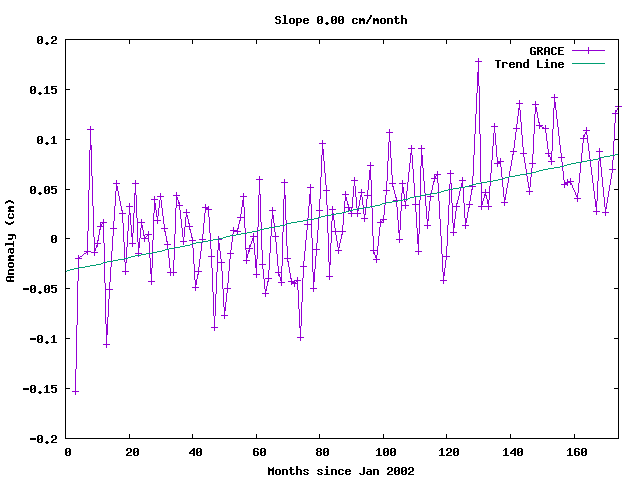 Slope 0.00 cm/month
GRACE
Trend Line
0.2
0.15
0.1
0.05
0
-0.05
-0.1
-0.15
-0.2
Anomaly (cm)
0 20 40 60 80 100 120 140 160
Months since Jan 2002